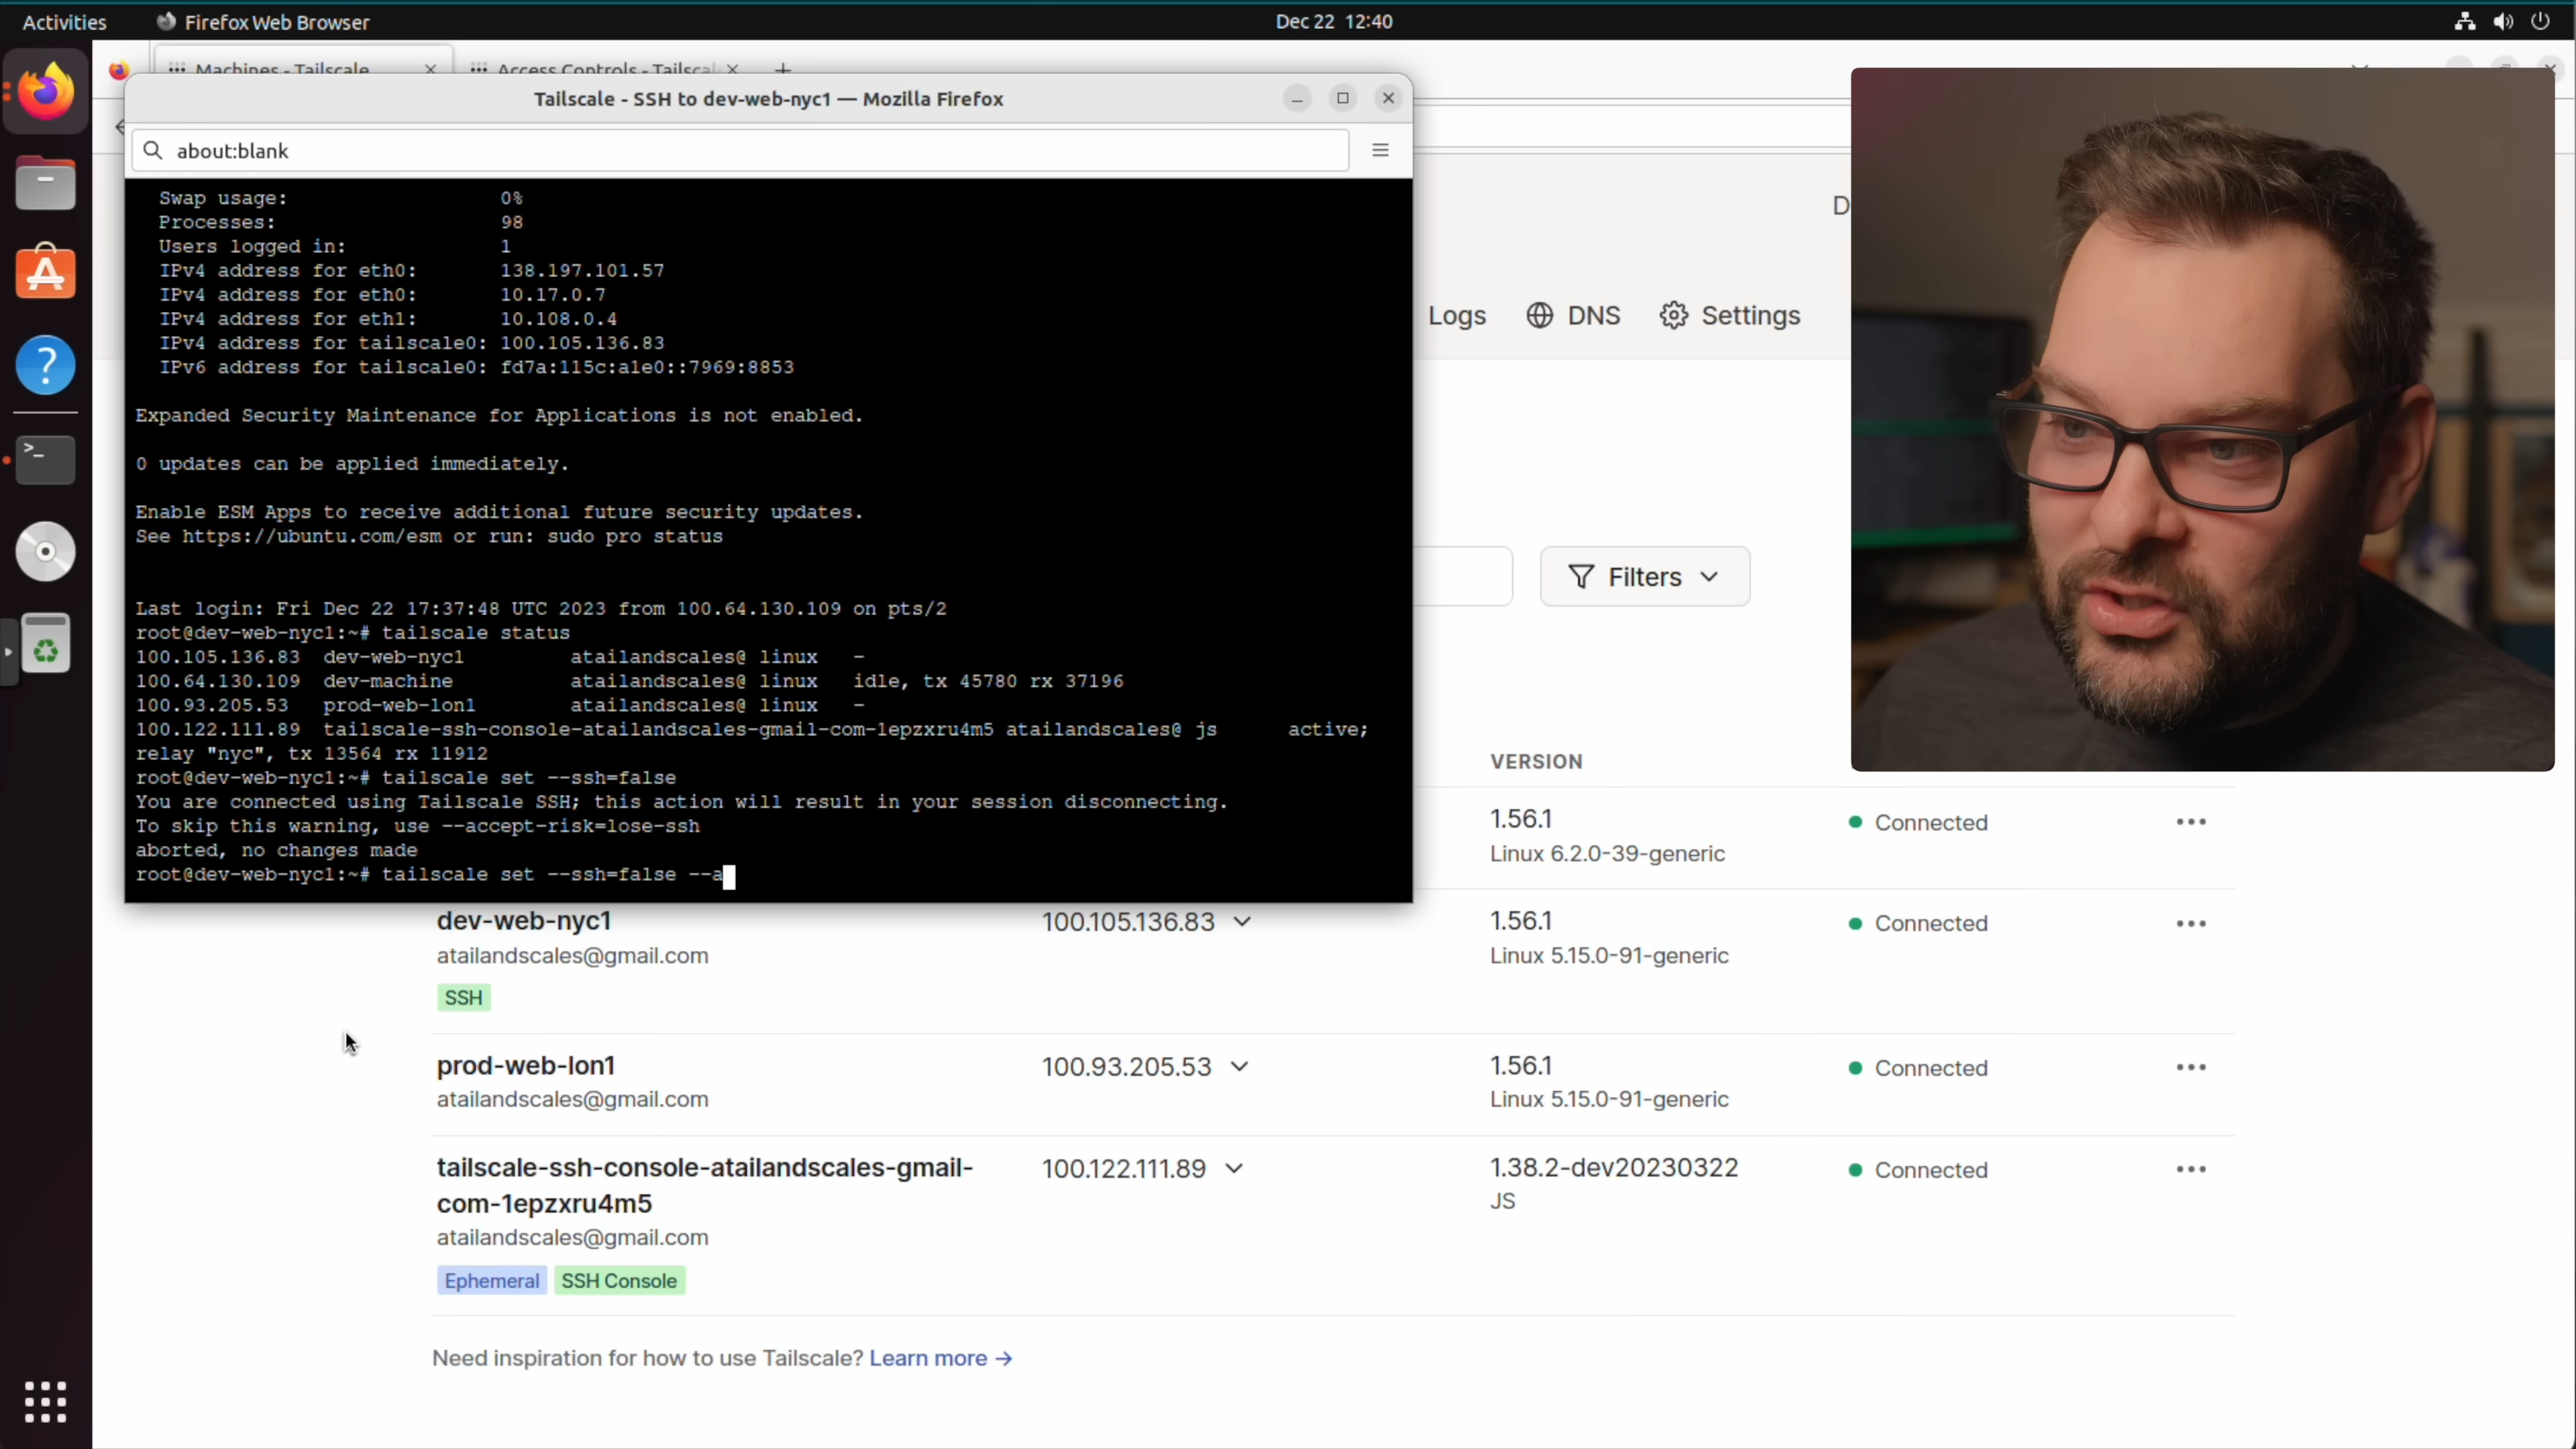 Activities
Firefox Web Browser
Dec 22 12:40
Machines - Tailscale
Access Controls - Tailscal
Tailscale - SSH to dev-web-nyc1 — Mozilla Firefox
about:blank
Swap usage: 0%
Processes: 98
Users logged in: 1
IPv4 address for eth0: 138.197.101.57
IPv4 address for eth0: 10.17.0.7
IPv4 address for eth1: 10.108.0.4
IPv4 address for tailscale0: 100.105.136.83
IPv6 address for tailscale0: fd7a:115c:a1e0::7969:8853
Expanded Security Maintenance for Applications is not enabled.
0 updates can be applied immediately.
Enable ESM Apps to receive additional future security updates.
See https://ubuntu.com/esm or run: sudo pro status
Last login: Fri Dec 22 17:37:48 UTC 2023 from 100.64.130.109 on pts/2
root@dev-web-nyc1:~# tailscale status
100.105.136.83 dev-web-nyc1 atailandscales@ linux -
100.64.130.109 dev-machine atailandscales@ linux idle, tx 45780 rx 37196
100.93.205.53 prod-web-lon1 atailandscales@ linux -
100.122.111.89 tailscale-ssh-console-atailandscales-gmail-com-1epzxru4m5 atailandscales@ js active;
relay "nyc", tx 13564 rx 11912
root@dev-web-nyc1:~# tailscale set --ssh=false
You are connected using Tailscale SSH; this action will result in your session disconnecting.
To skip this warning, use --accept-risk=lose-ssh
aborted, no changes made
root@dev-web-nyc1:~# tailscale set --ssh=false --a
D
Logs
DNS
Settings
Filters
VERSION
1.56.1
Connected
Linux 6.2.0-39-generic
dev-web-nyc1
100.105.136.83
1.56.1
Connected
atailandscales@gmail.com
Linux 5.15.0-91-generic
SSH
prod-web-lon1
100.93.205.53
1.56.1
Connected
atailandscales@gmail.com
Linux 5.15.0-91-generic
tailscale-ssh-console-atailandscales-gmail-
com-1epzxru4m5
100.122.111.89
1.38.2-dev20230322
Connected
JS
atailandscales@gmail.com
Ephemeral
SSH Console
Need inspiration for how to use Tailscale? Learn more →